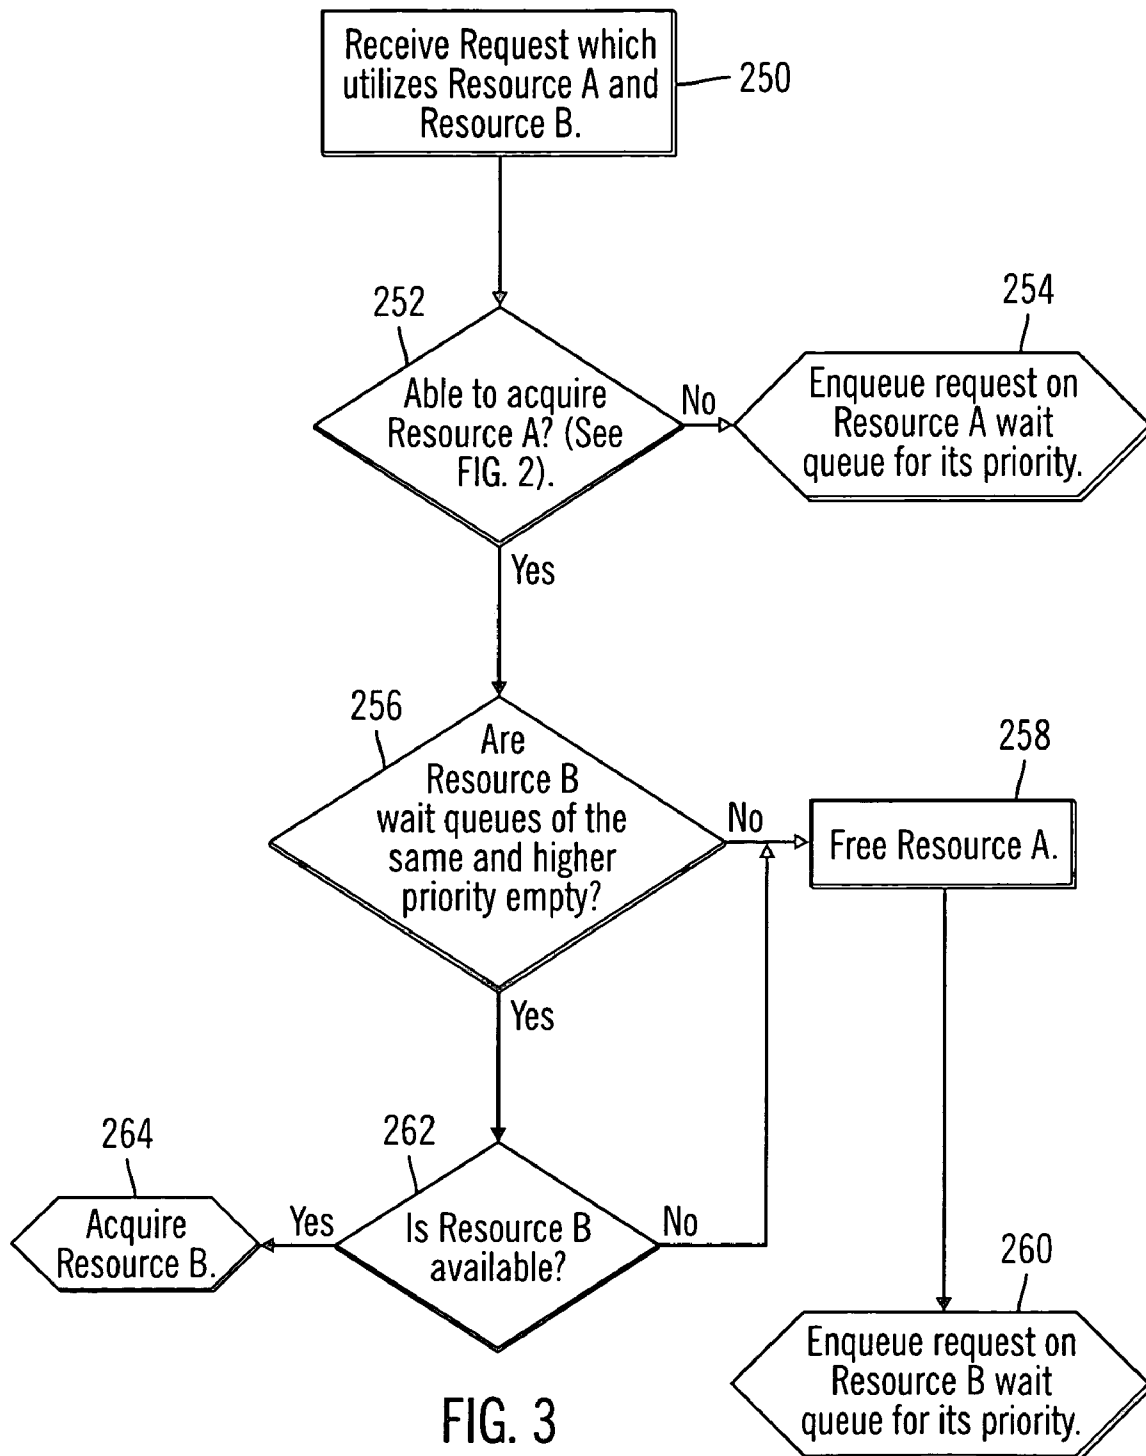 Receive Request which
utilizes Resource A and
Resource B.
250
252
Able to acquire
Resource A? (See
FIG. 2).
No
254
Enqueue request on
Resource A wait
queue for its priority.
Yes
256
Are
Resource B
wait queues of the
same and higher
priority empty?
No
258
Free Resource A.
Yes
262
Is Resource B
available?
Yes
264
Acquire
Resource B.
No
260
Enqueue request on
Resource B wait
queue for its priority.
FIG. 3